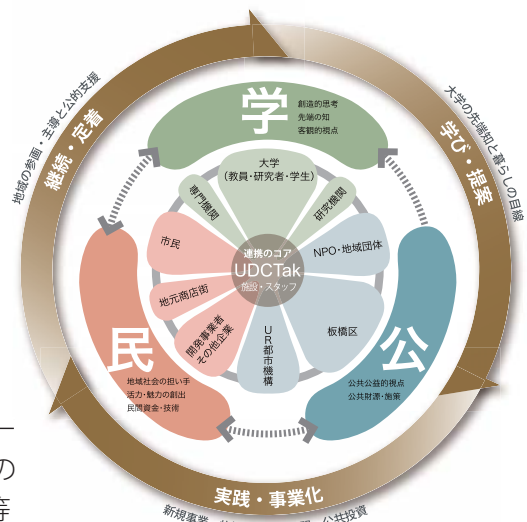 継続・定着
地域の参画・主導と公的支援
学び・提案
大学の先端知と暮らしの目線
学
創造的思考
先端の知
客観的視点
大学
（教員・研究者・学生）
専門機関
研究機関
市民
NPO・地域団体
連携のコア
UDCTak
施設・スタッフ
地元商店街
開発事業者
その他企業
UR都市機構
板橋区
民
地域社会の担い手
活力・魅力の創出
民間資金・技術
公
公共公益的視点
公共財源・施策
実践・事業化
新規事業
公共投資
の
等